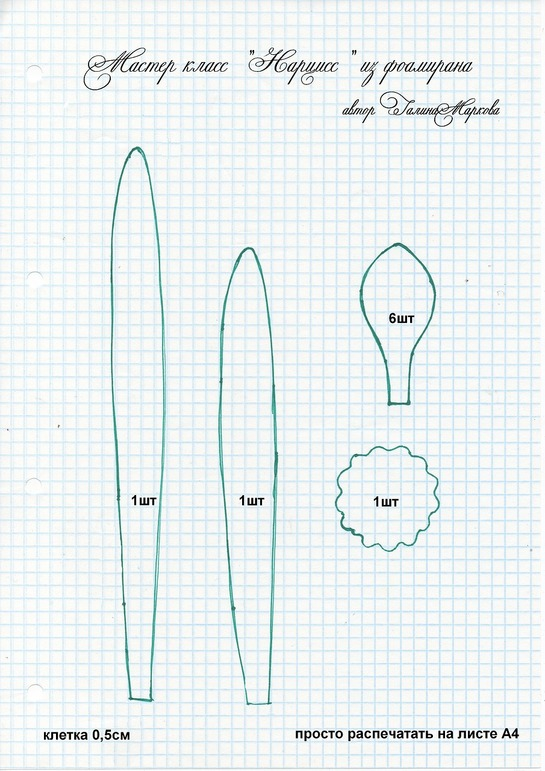 Мастер класс "Нарцисс" из фоамирана
автор Галина Маркова
6шт
1шт
1шт
1шт
клетка 0,5см
просто распечатать на листе А4